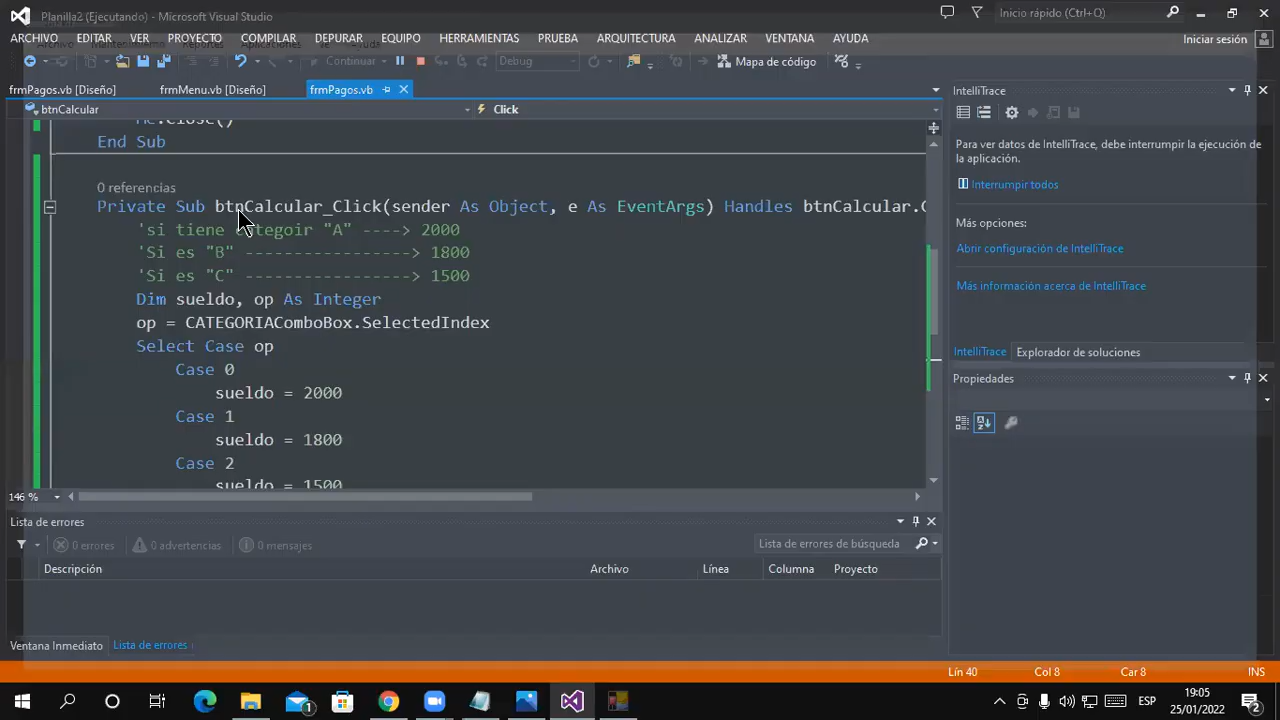 Planilla2 (Ejecutando) - Microsoft Visual Studio
Inicio rápido (Ctrl+O)
ARCHIVO EDITAR VER PROYECTO COMPILAR DEPURAR EQUIPO HERRAMIENTAS PRUEBA ARQUITECTURA ANALIZAR VENTANA AYUDA
Iniciar sesión
Archivo Mantenimiento Reportes Aplicaciones Ayuda
Continuar
Debug
Mapa de código
frmPagos.vb [Diseño]
frmMenu.vb [Diseño]
frmPagos.vb
btnCalcular
Click
Me.Close()
End Sub
0 referencias
Private Sub btnCalcular_Click(sender As Object, e As EventArgs) Handles btnCalcular.
'si tiene categoir "A" ----> 2000
'Si es "B" -----------------> 1800
'Si es "C" -----------------> 1500
Dim sueldo, op As Integer
op = CATEGORIAComboBox.SelectedIndex
Select Case op
Case 0
sueldo = 2000
Case 1
sueldo = 1800
Case 2
sueldo = 1500
146 %
IntelliTrace
Para ver datos de IntelliTrace, debe interrumpir la ejecución de
la aplicación.
Interrumpir todos
Más opciones:
Abrir configuración de IntelliTrace
Más información acerca de IntelliTrace
IntelliTrace Explorador de soluciones
Propiedades
Lista de errores
0 errores 0 advertencias 0 mensajes
Lista de errores de búsqueda
Descripción Archivo Línea Columna Proyecto
Ventana Inmediato Lista de errores
Lín 40 Col 8 Car 8 INS
ESP
19:05
25/01/2022